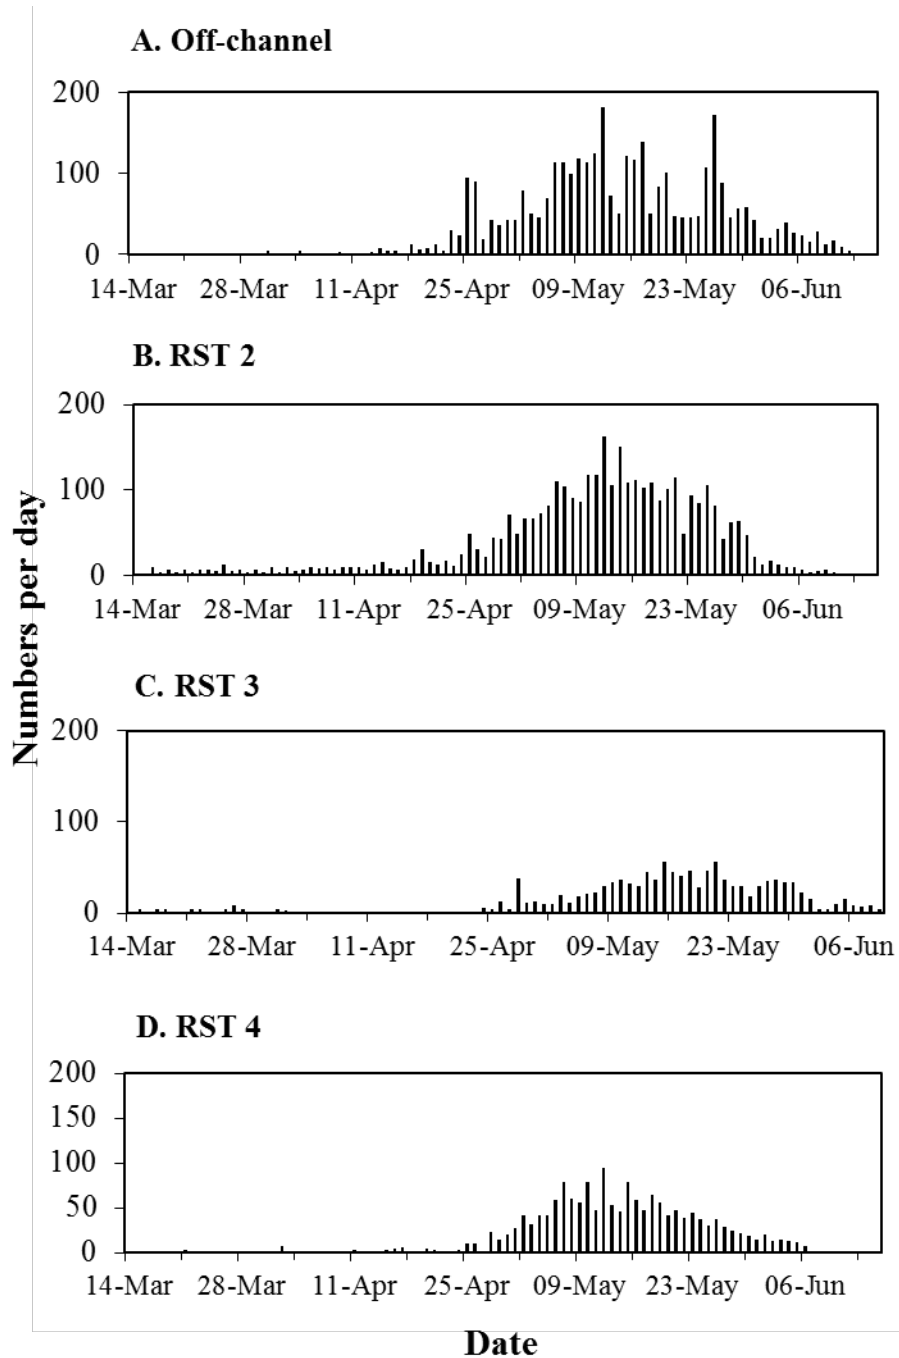 A. Off-channel
200
100
0
14-Mar 28-Mar 11-Apr 25-Apr 09-May 23-May 06-Jun
B. RST 2
200
100
0
14-Mar 28-Mar 11-Apr 25-Apr 09-May 23-May 06-Jun
Numbers per day
C. RST 3
200
100
0
14-Mar 28-Mar 11-Apr 25-Apr 09-May 23-May 06-Jun
D. RST 4
200
150
100
50
0
14-Mar 28-Mar 11-Apr 25-Apr 09-May 23-May 06-Jun
Date